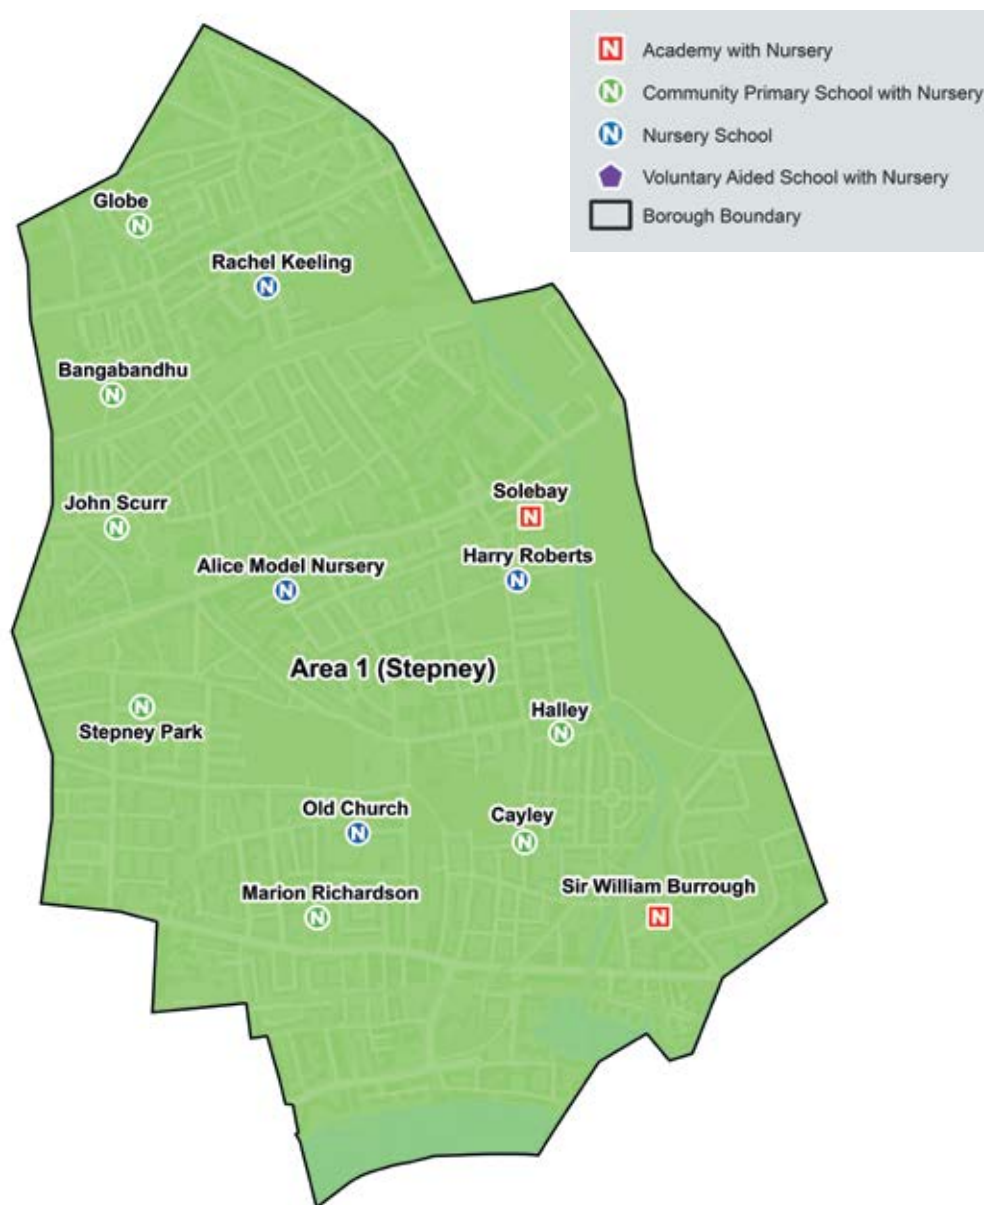 N Academy with Nursery
N Community Primary School with Nursery
N Nursery School
Voluntary Aided School with Nursery
Borough Boundary
Globe
N
Rachel Keeling
N
Bangabandhu
N
Solebay
N
John Scurr
N
Harry Roberts
N
Alice Model Nursery
N
Area 1 (Stepney)
N
Stepney Park
Halley
N
Old Church
N
Cayley
N
Marion Richardson
N
Sir William Burrough
N